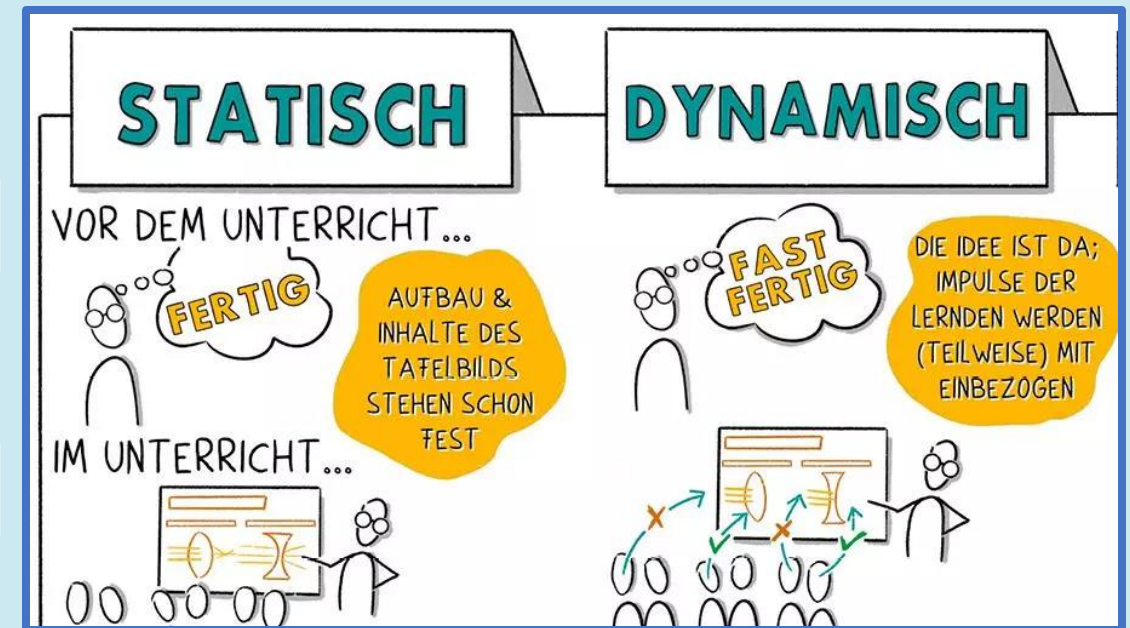 STATISCH
VOR DEM UNTERRICHT...
FERTIG
AUFBAU &
INHALTE DES
TAFELBILDS
STEHEN SCHON
FEST
IM UNTERRICHT...
DYNAMISCH
FAST
FERTIG
DIE IDEE IST DA;
IMPULSE DER
LERNDEN WERDEN
(TEILWEISE) MIT
EINBEZOGEN